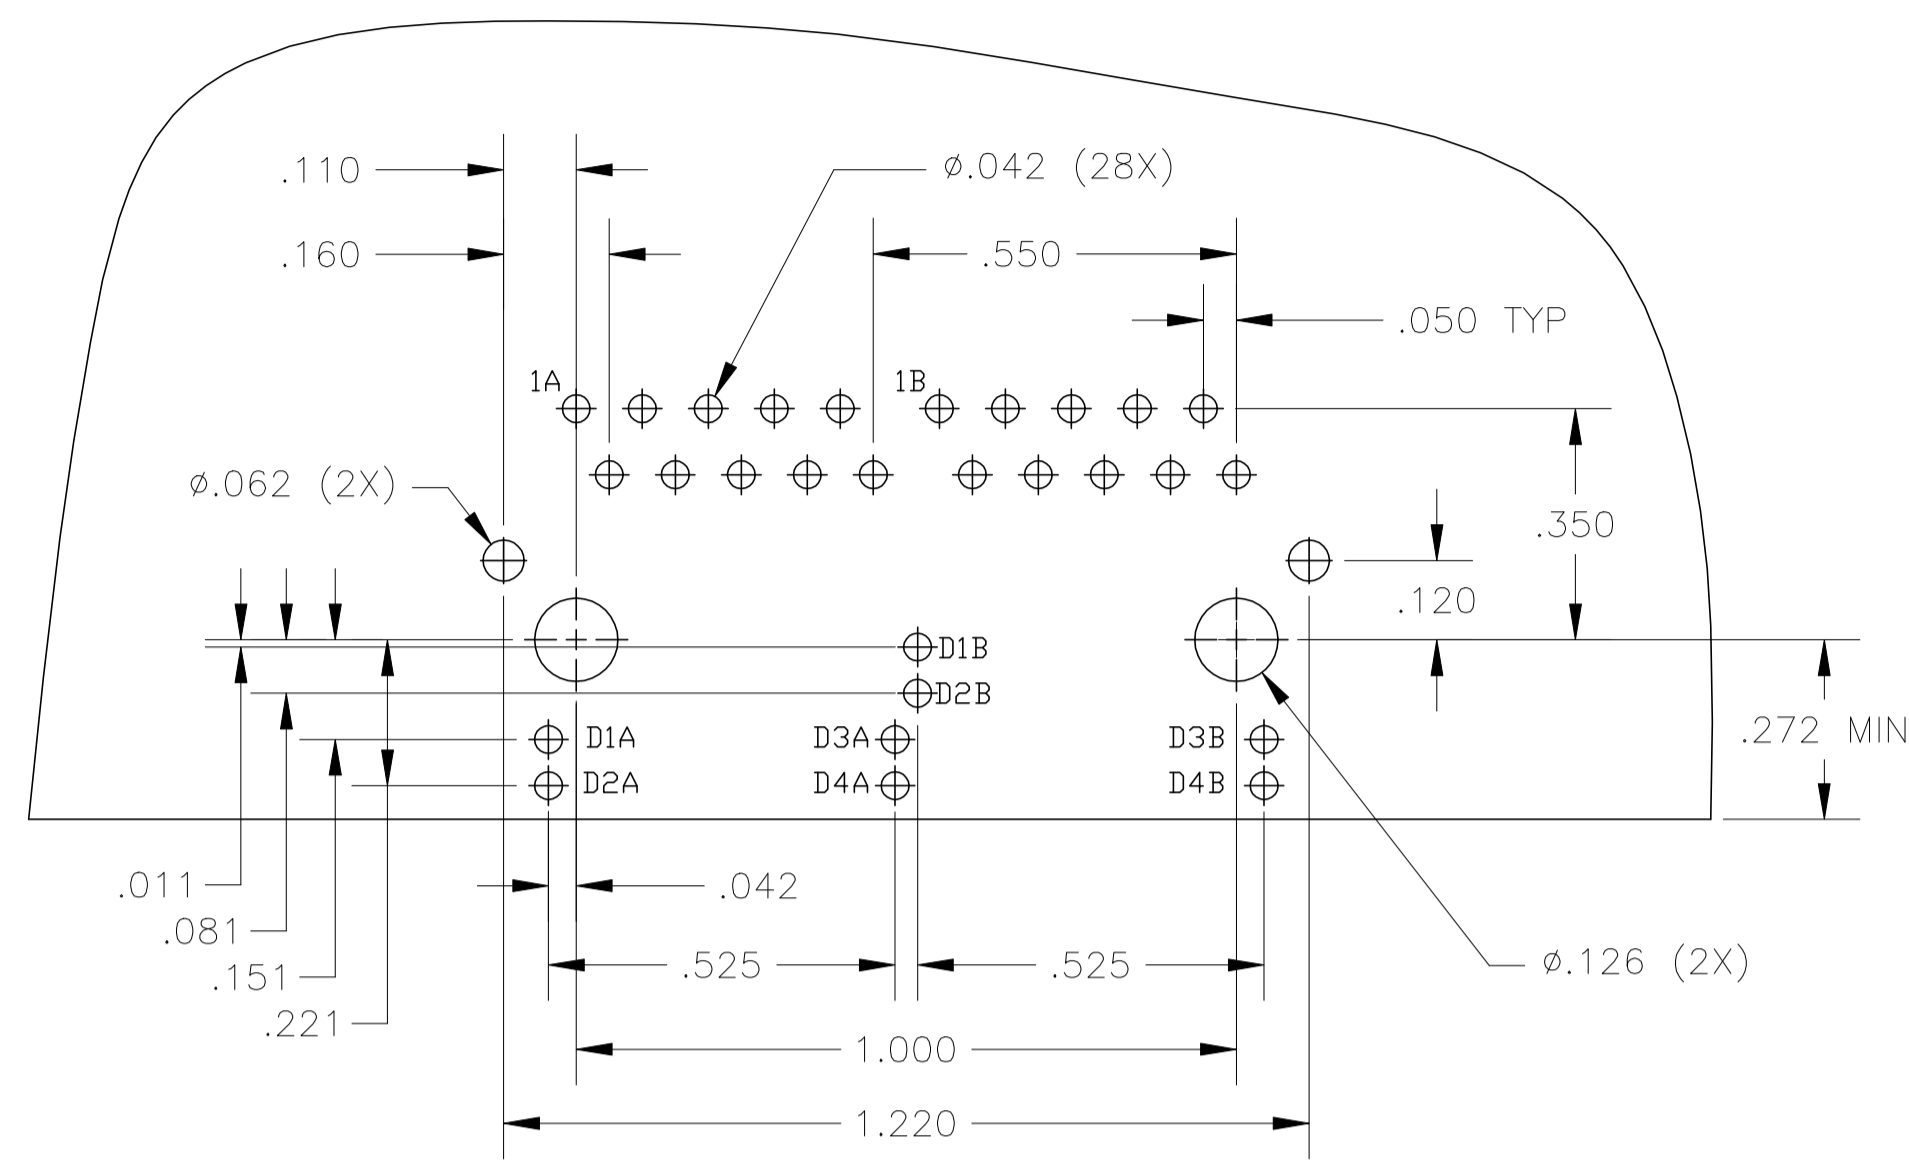 .110
ø.042 (28X)
.160
.550
.050 TYP
1A
1B
ø.062 (2X)
.350
.120
D1B
D2B
.272 MIN
D1A
D3A
D3B
D2A
D4A
D4B
.011
.042
.081
.525
.525
ø.126 (2X)
.151
.221
1.000
1.220